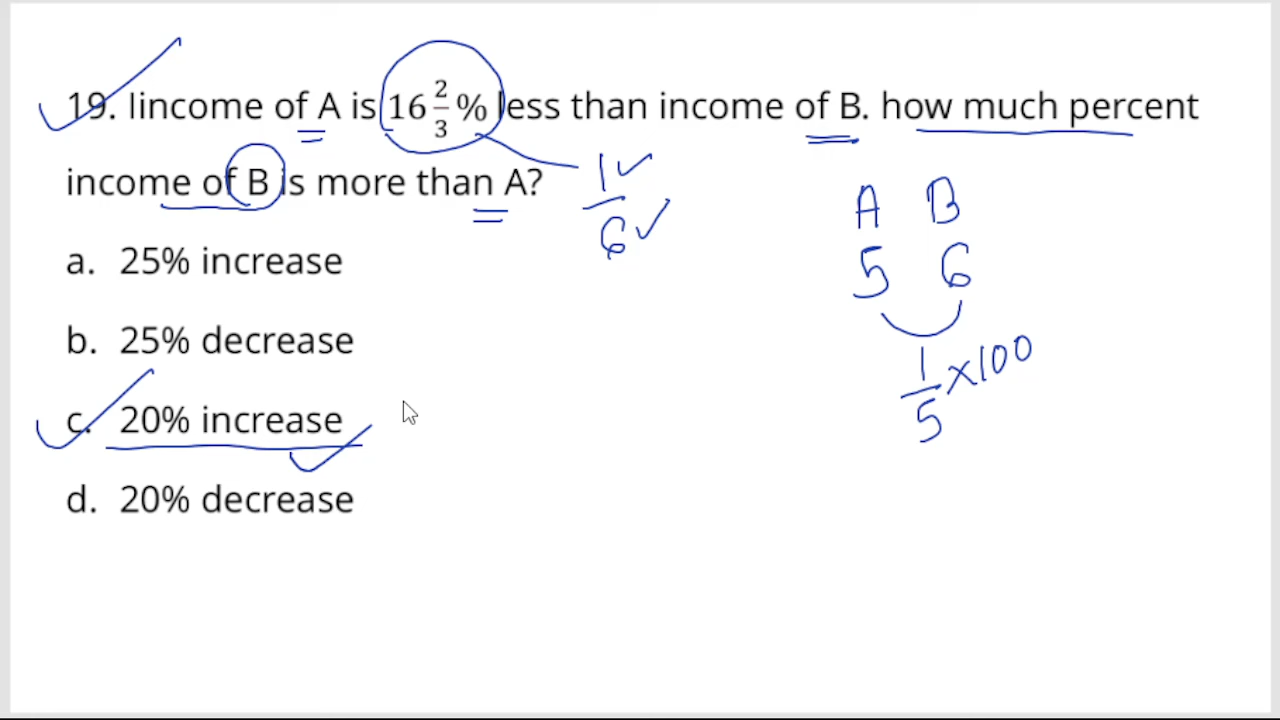 19. Iincome of A is 16 2/3 % less than income of B. how much percent
income of B is more than A?
1/6
A B
5 6
1/5 ×100
a. 25% increase
b. 25% decrease
c. 20% increase
d. 20% decrease